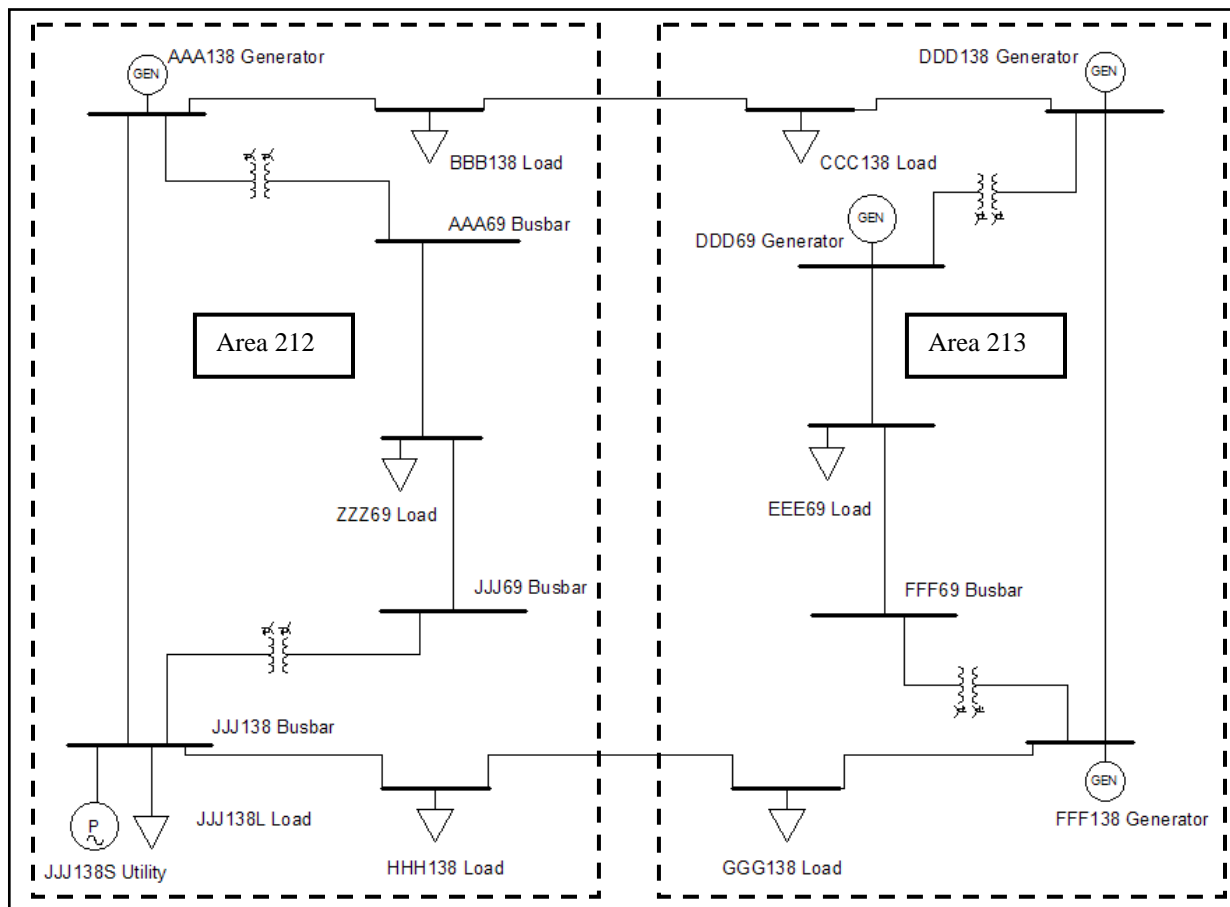 AAA138 Generator
DDD138 Generator
GEN
GEN
BBB138 Load
CCC138 Load
GEN
AAA69 Busbar
DDD69 Generator
Area 212
Area 213
ZZZ69 Load
EEE69 Load
JJJ69 Busbar
FFF69 Busbar
JJJ138 Busbar
GEN
P
JJJ138L Load
FFF138 Generator
JJJ138S Utility
HHH138 Load
GGG138 Load